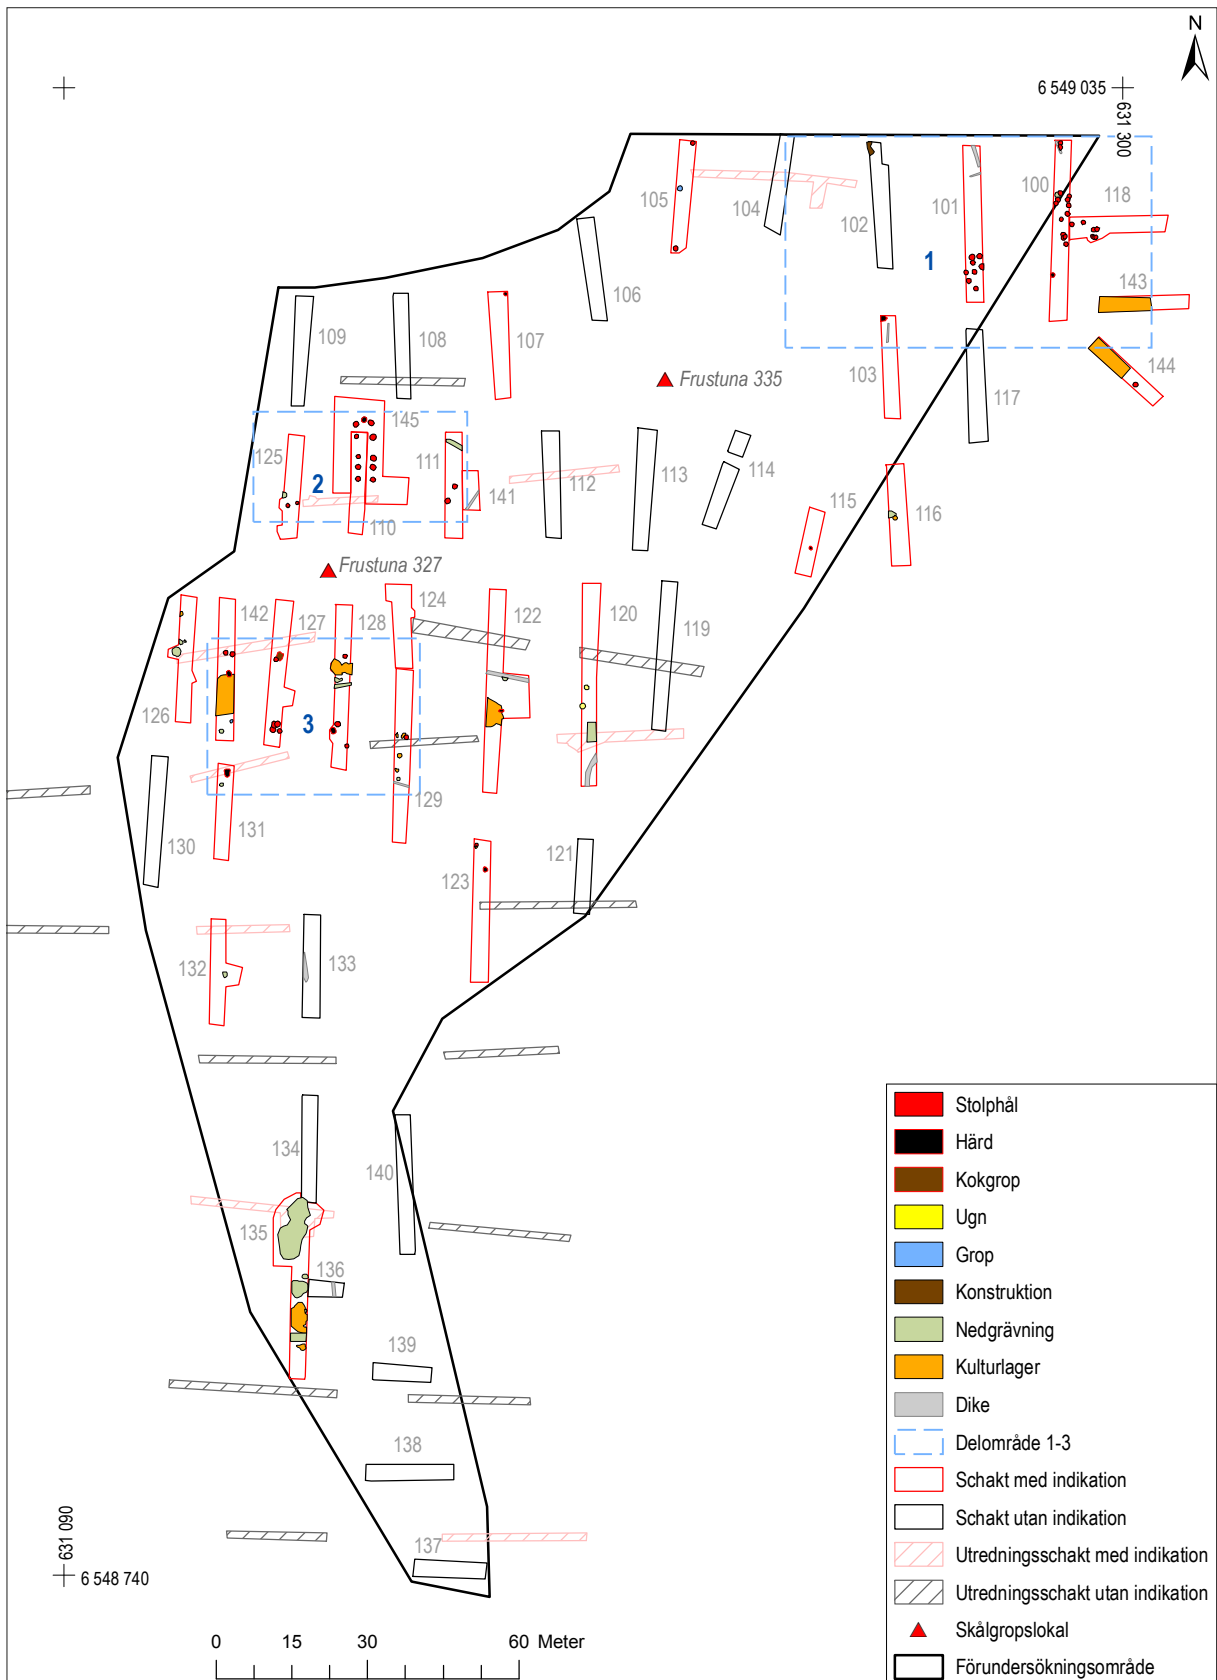 N
6 549 035
631 300
105
104
102
101
100
118
1
143
106
109
108
107
103
144
Frustuna 335
117
145
125
111
2
114
141
112
113
110
115
116
Frustuna 327
124
142
127
128
122
120
119
3
126
129
130
131
121
123
132
133
134
140
135
136
139
138
137
631 090
6 548 740
0 15 30 60 Meter
Stolphål
Härd
Kokgrop
Ugn
Grop
Konstruktion
Nedgrävning
Kulturlager
Dike
Delområde 1-3
Schakt med indikation
Schakt utan indikation
Utredningsschakt med indikation
Utredningsschakt utan indikation
Skålgropslokal
Förundersökningsområde